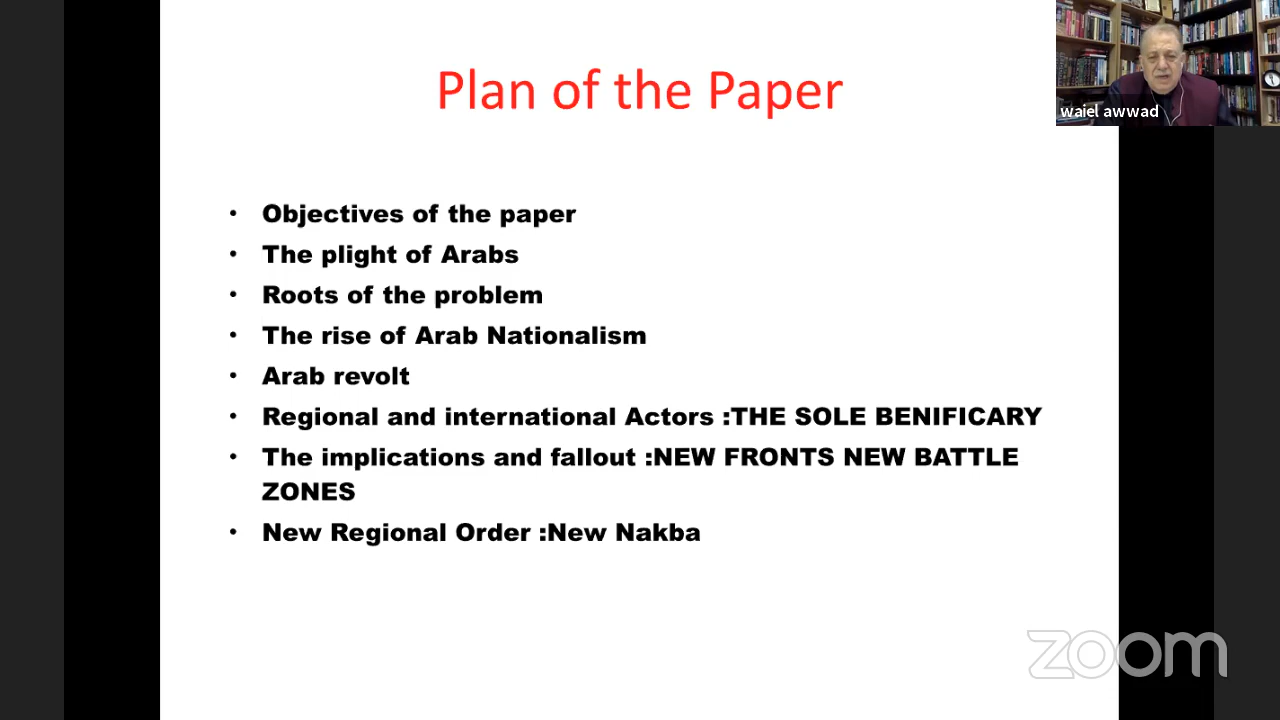 Plan of the Paper
waiel awwad
• Objectives of the paper
• The plight of Arabs
• Roots of the problem
• The rise of Arab Nationalism
• Arab revolt
• Regional and international Actors :THE SOLE BENIFICARY
• The implications and fallout :NEW FRONTS NEW BATTLE
ZONES
• New Regional Order :New Nakba
zoom